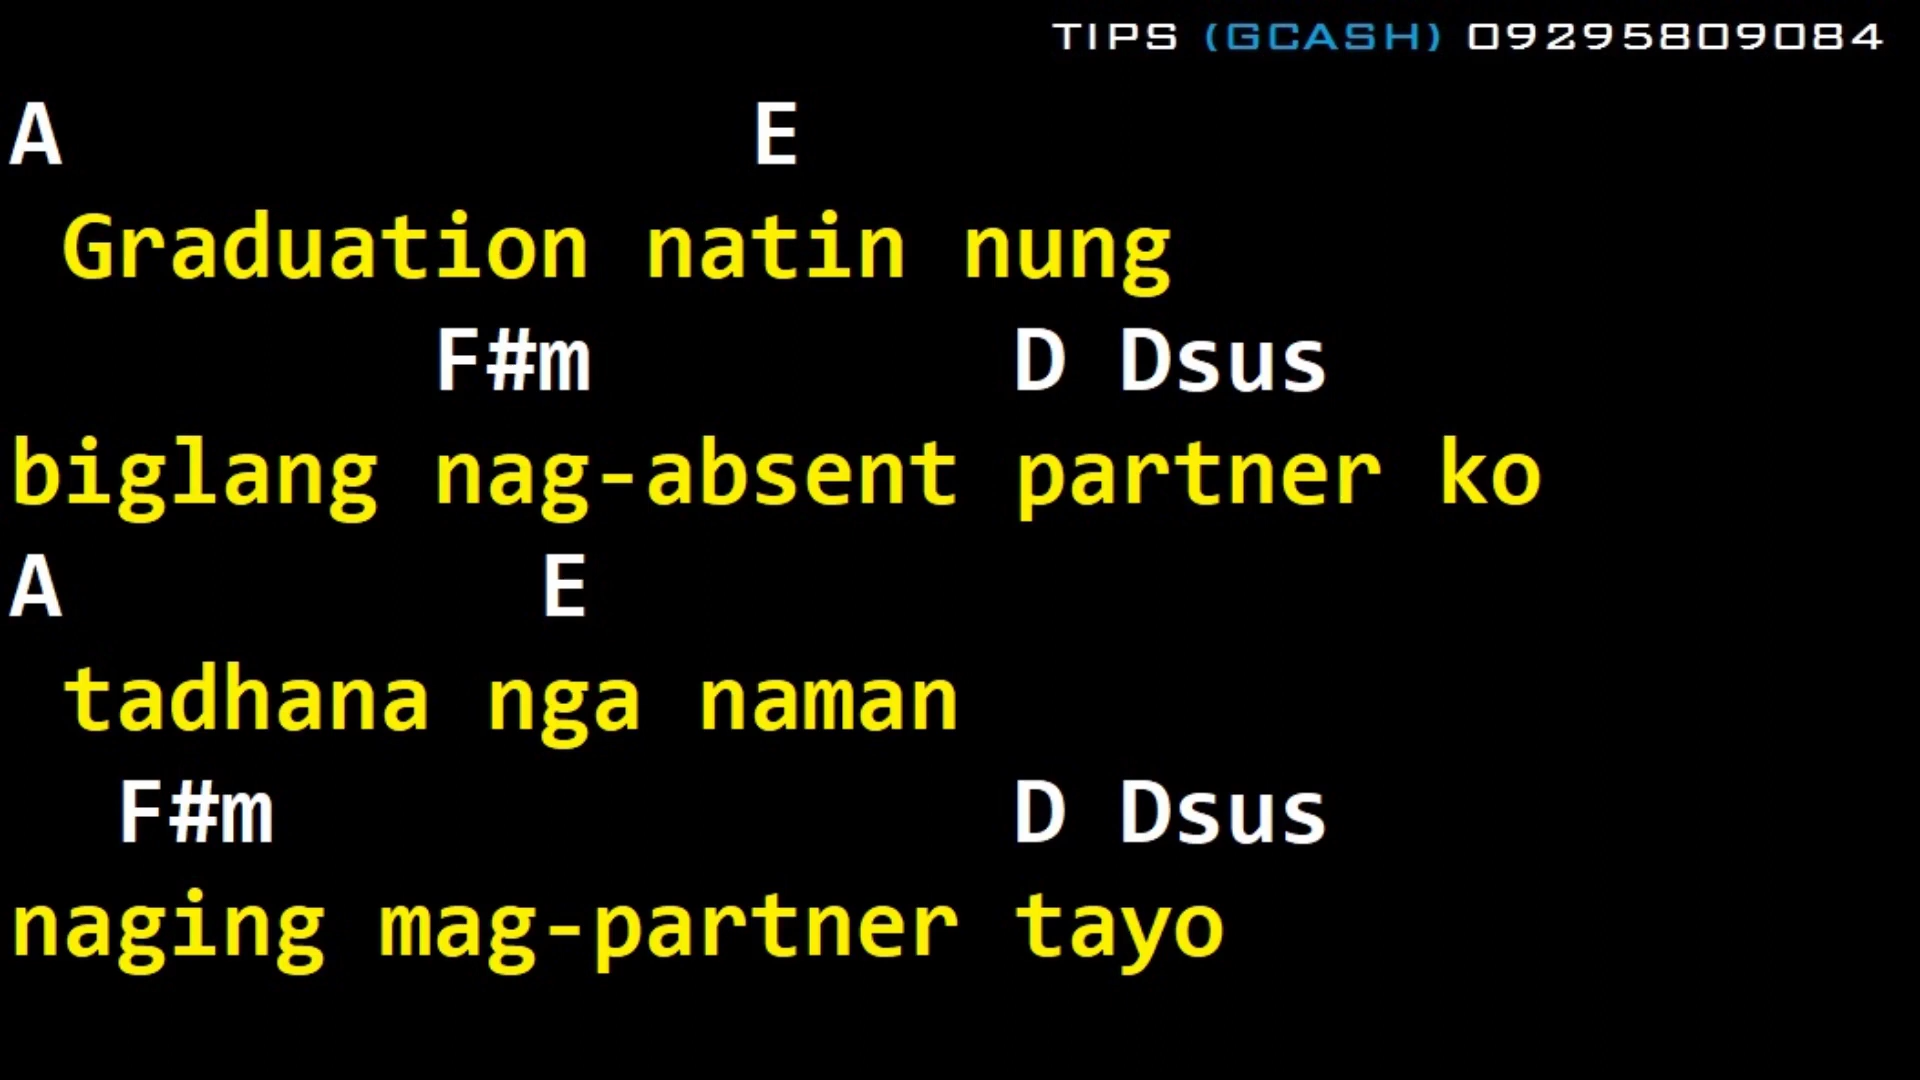 TIPS (GCASH) 09295809084
A E
Graduation natin nung
F#m D Dsus
biglang nag-absent partner ko
A E
tadhana nga naman
F#m D Dsus
naging mag-partner tayo